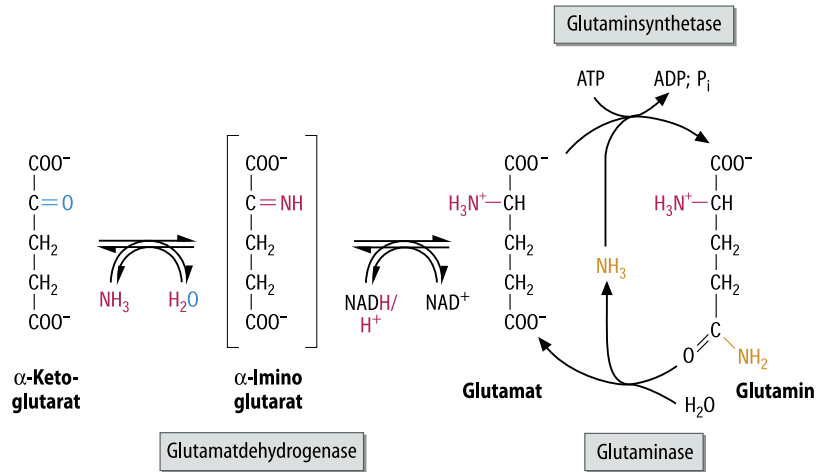 Glutaminsynthetase
ATP
ADP; Pi
COO⁻
C=O
CH2
CH2
COO⁻
α-Keto-
glutarat
NH3
H2O
COO⁻
C=NH
CH2
CH2
COO⁻
α-Imino
glutarat
NADH/
H⁺
NAD⁺
COO⁻
H3N⁺—CH
CH2
CH2
COO⁻
Glutamat
NH3
COO⁻
H3N⁺—CH
CH2
CH2
C
O
NH2
Glutamin
H2O
Glutamatdehydrogenase
Glutaminase